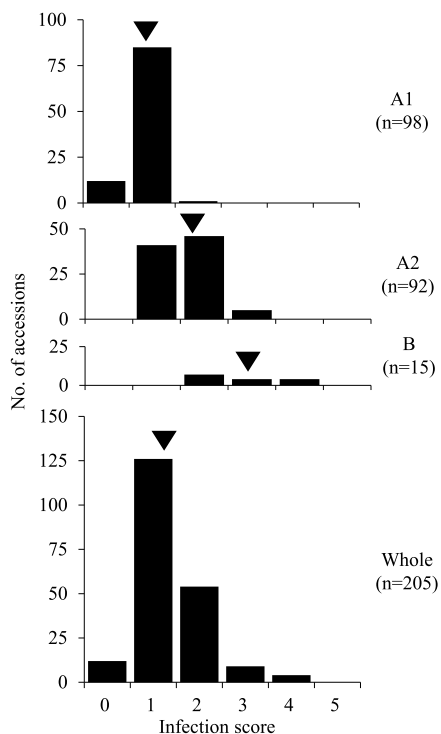 100
75
50
25
0
A1
(n=98)
50
25
0
A2
(n=92)
25
0
B
(n=15)
No. of accessions
150
125
100
75
50
25
0
Whole
(n=205)
0 1 2 3 4 5
Infection score